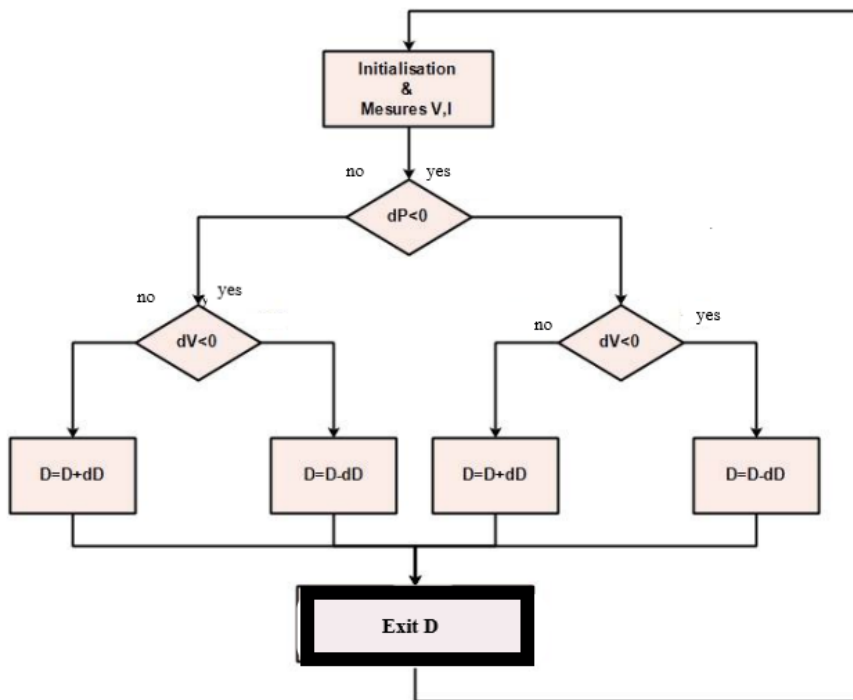 Initialisation
&
Mesures V,I
no
yes
dP<0
no
yes
dV<0
no
yes
dV<0
D=D+dD
D=D-dD
D=D+dD
D=D-dD
Exit D